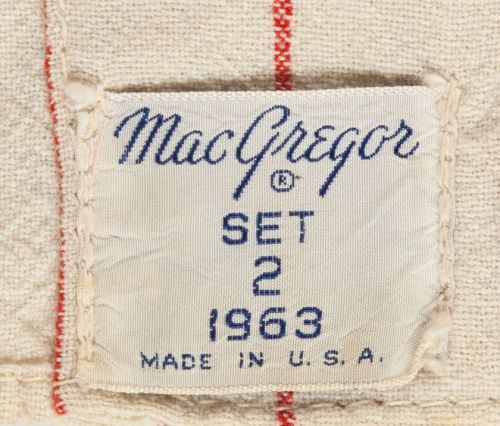 MacGregor
®
SET
2
1963
MADE IN U.S.A.